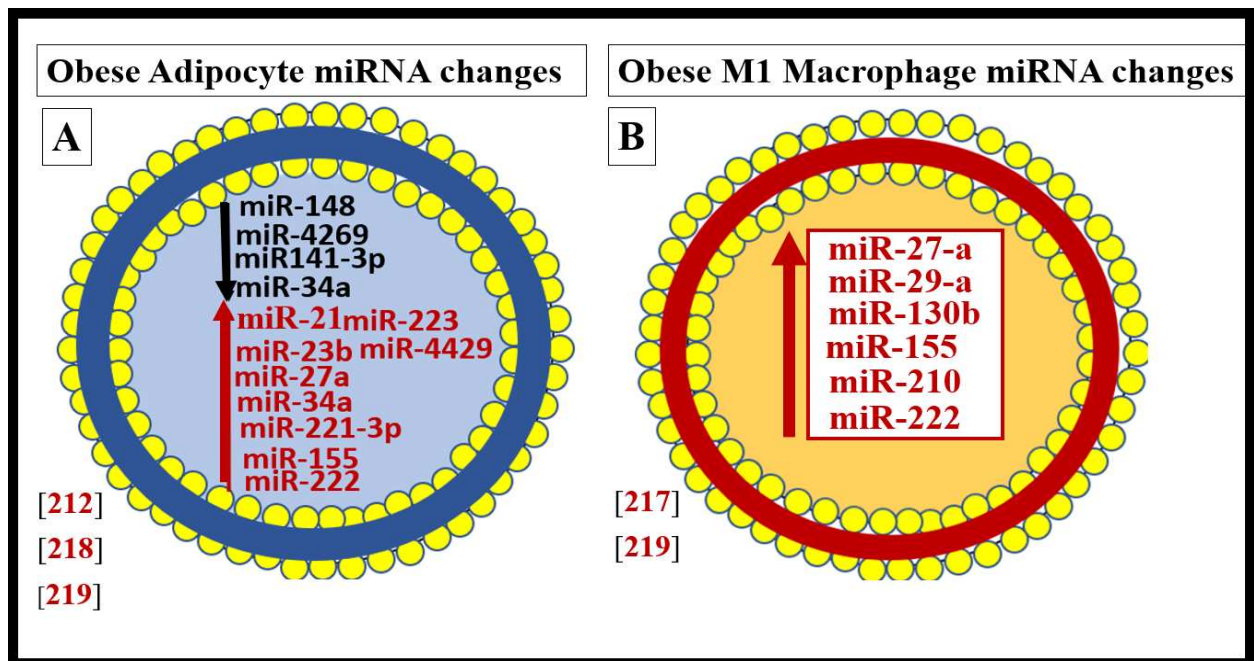 Obese Adipocyte miRNA changes
A
miR-148
miR-4269
miR141-3p
miR-34a
miR-21 miR-223
miR-23b miR-4429
miR-27a
miR-34a
miR-221-3p
miR-155
miR-222
[212]
[218]
[219]
Obese M1 Macrophage miRNA changes
B
miR-27-a
miR-29-a
miR-130b
miR-155
miR-210
miR-222
[217]
[219]